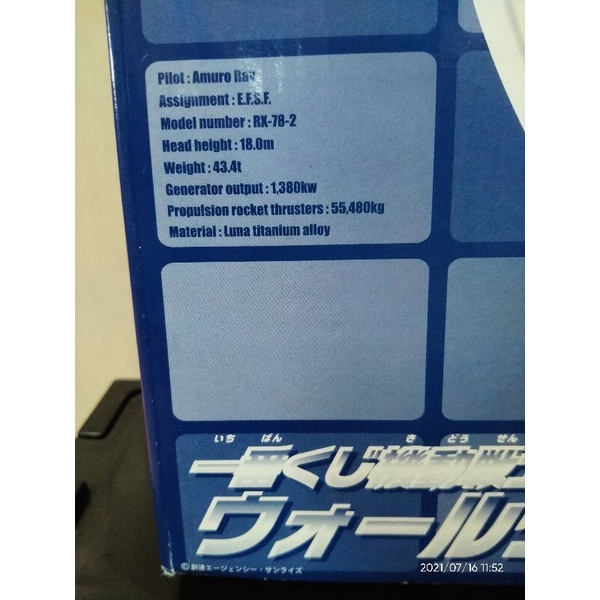 Pilot : Amuro Ray
Assignment : E.F.S.F.
Model number : RX-78-2
Head height : 18.0m
Weight : 43.4t
Generator output : 1,380kw
Propulsion rocket thrusters : 55,480kg
Material : Luna titanium alloy
いち ばん き どう せん
一番くじ 機動戦
ウォール
©創通エージェンシー・サンライズ
2021/07/16 11:52